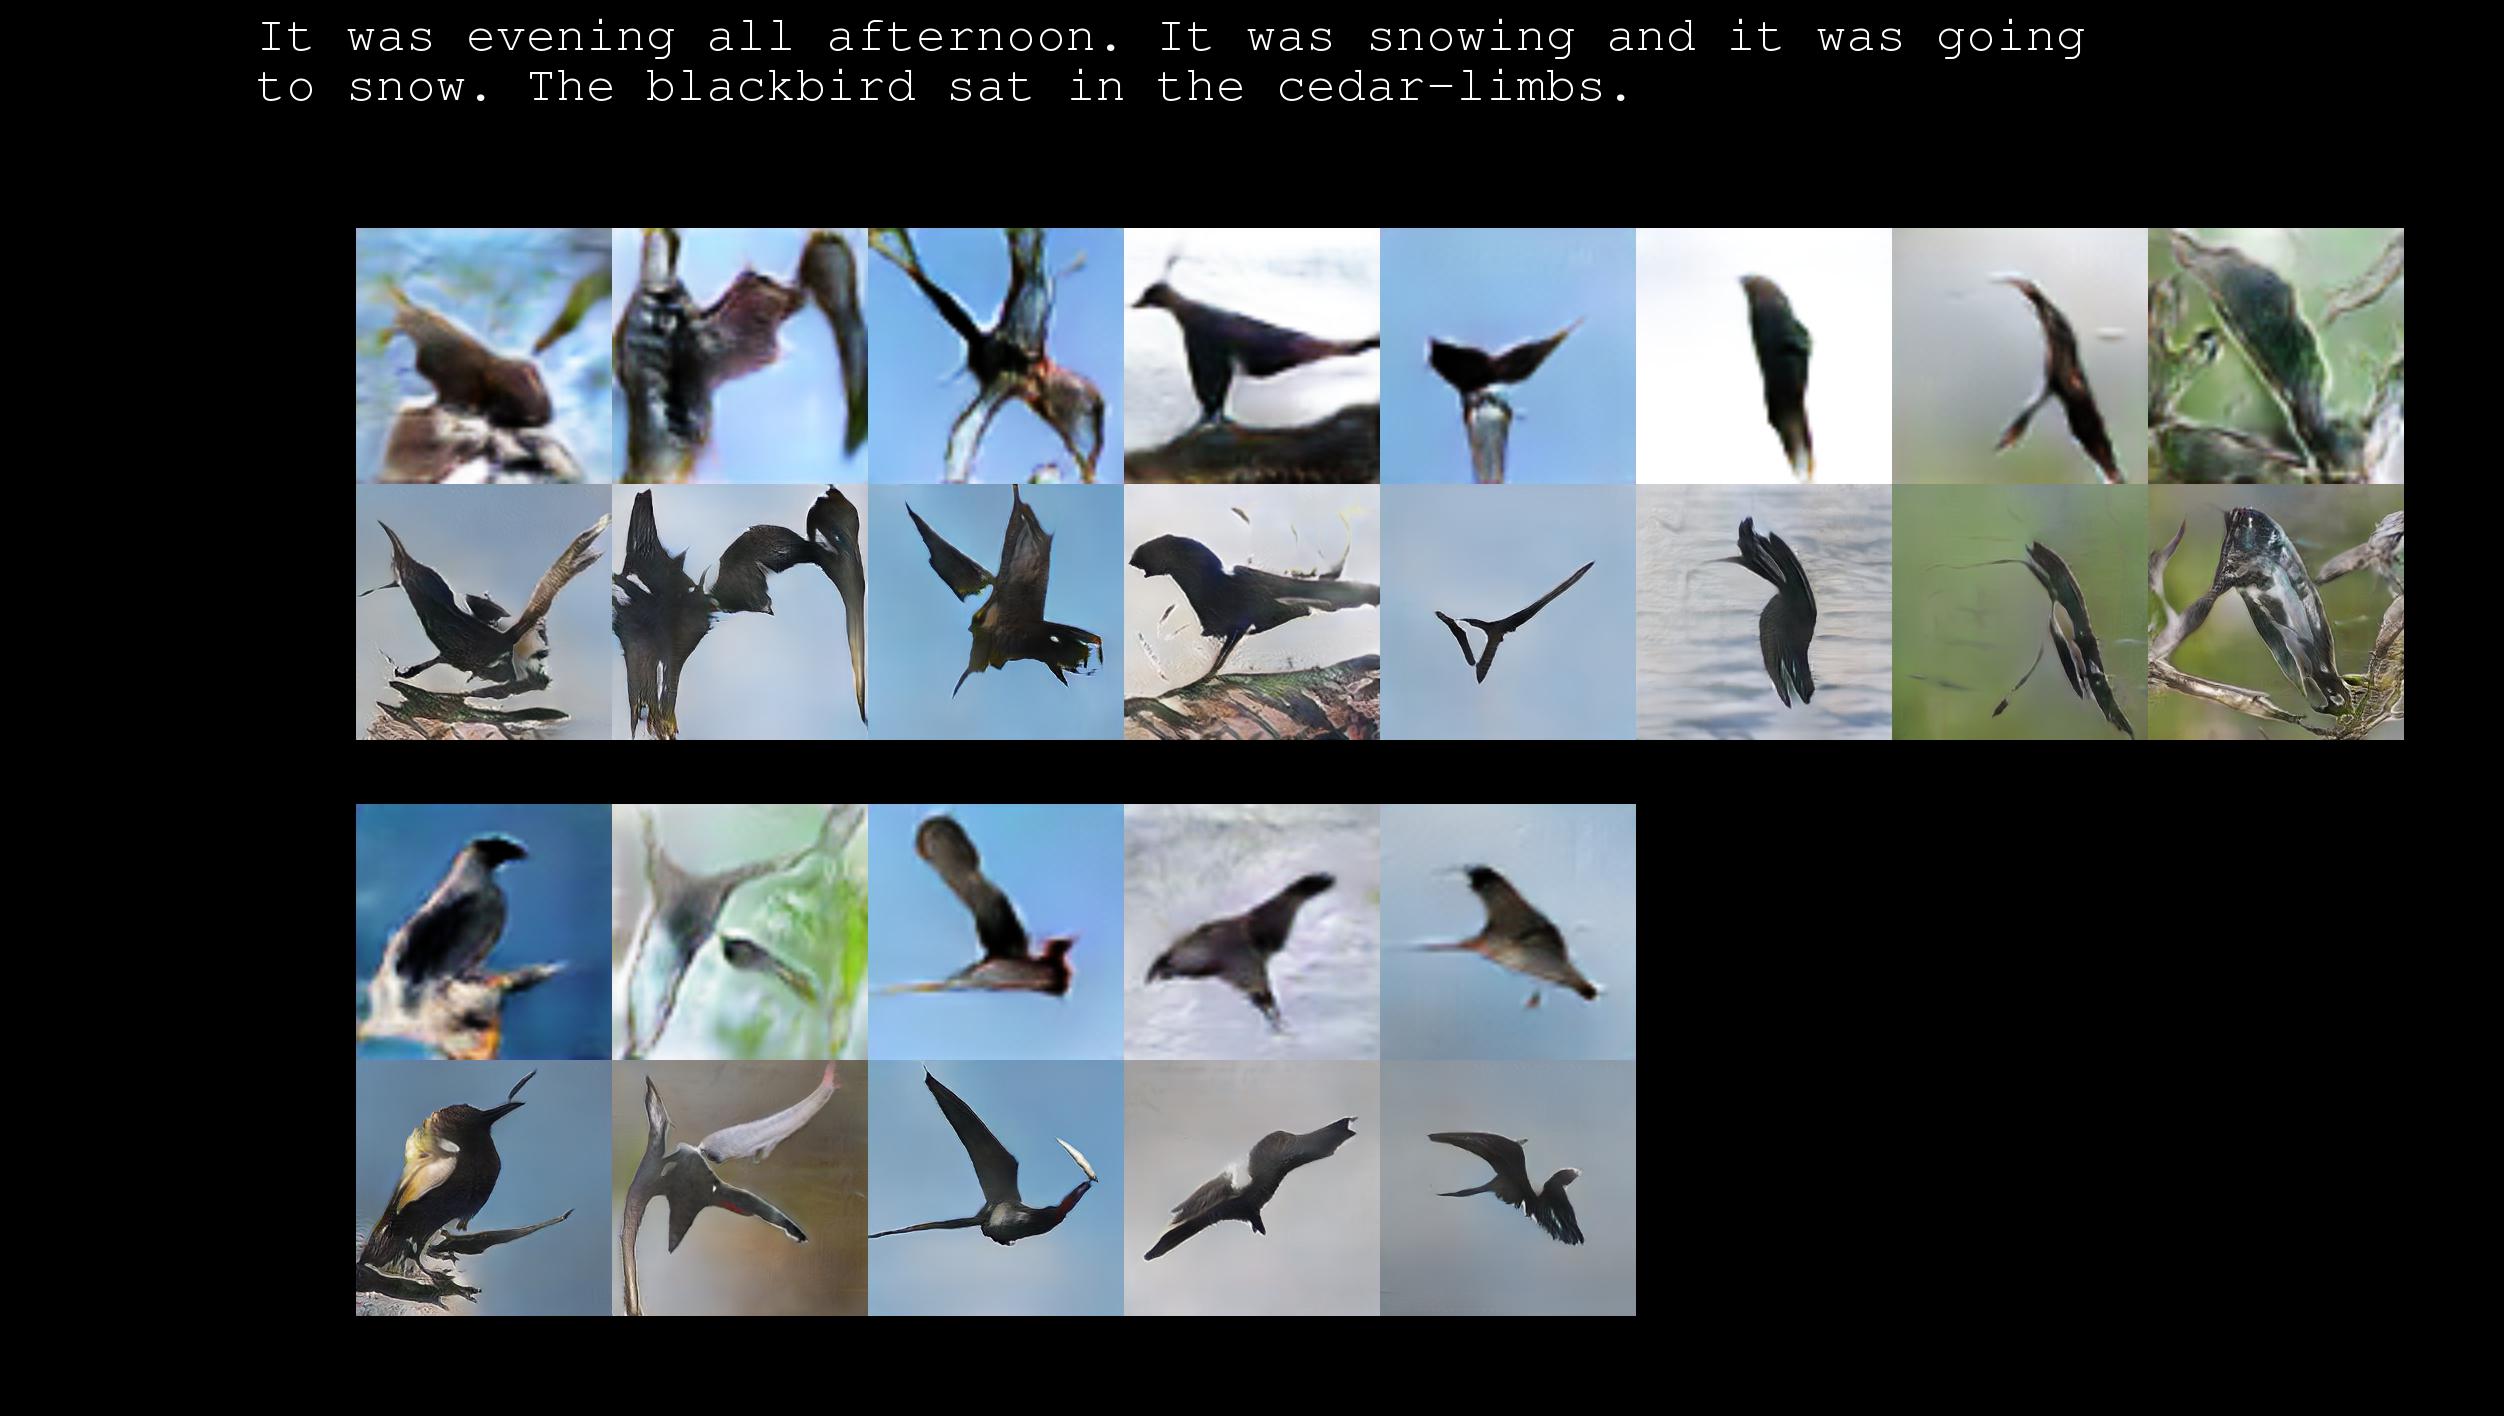 It was evening all afternoon. It was snowing and it was going
to snow. The blackbird sat in the cedar-limbs.